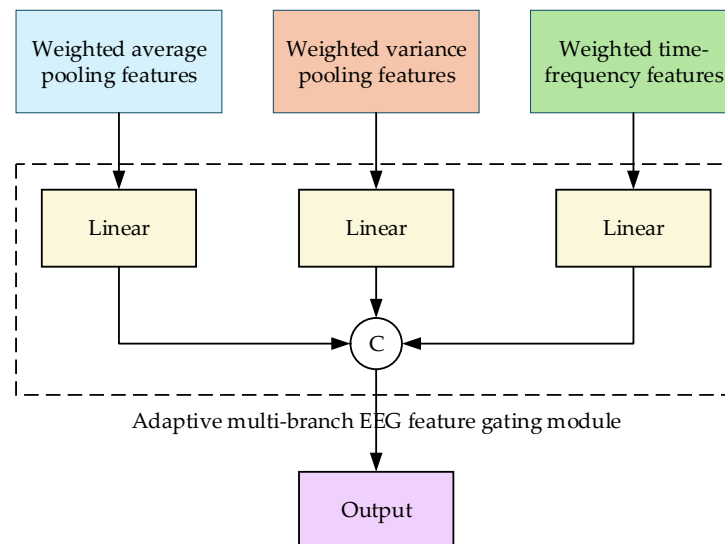 Weighted average
pooling features
Weighted variance
pooling features
Weighted time-
frequency features
Linear
Linear
Linear
C
Adaptive multi-branch EEG feature gating module
Output